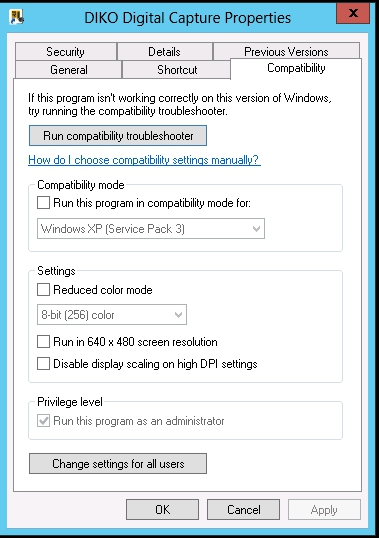 DIKO Digital Capture Properties
x
Security
Details
Previous Versions
General
Shortcut
Compatibility
If this program isn't working correctly on this version of Windows,
try running the compatibility troubleshooter.
Run compatibility troubleshooter
How do I choose compatibility settings manually?
Compatibility mode
Run this program in compatibility mode for:
Windows XP (Service Pack 3)
Settings
Reduced color mode
8-bit (256) color
Run in 640 x 480 screen resolution
Disable display scaling on high DPI settings
Privilege level
Run this program as an administrator
Change settings for all users
OK
Cancel
Apply